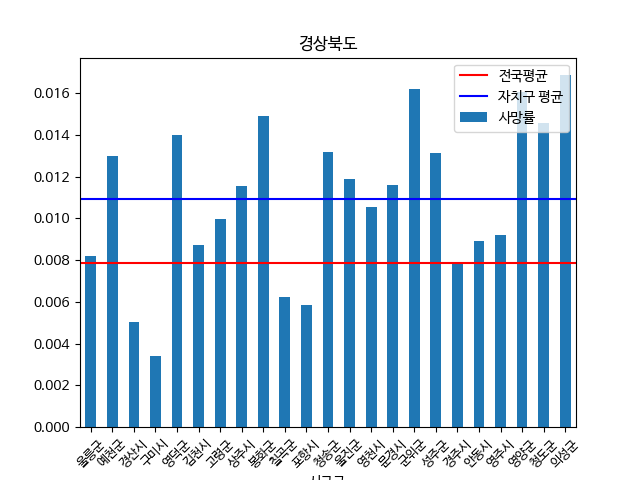 경상북도
전국평균
자치구 평균
사망률
0.016
0.014
0.012
0.010
0.008
0.006
0.004
0.002
0.000
울릉군
예천군
경산시
구미시
영덕군
김천시
고령군
상주시
봉화군
칠곡군
포항시
청송군
울진군
영천시
문경시
군위군
성주군
경주시
안동시
영주시
영양군
청도군
의성군